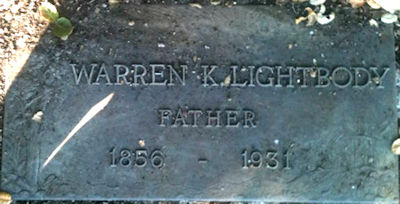 WARREN K. LIGHTBODY
FATHER
1856 - 1931